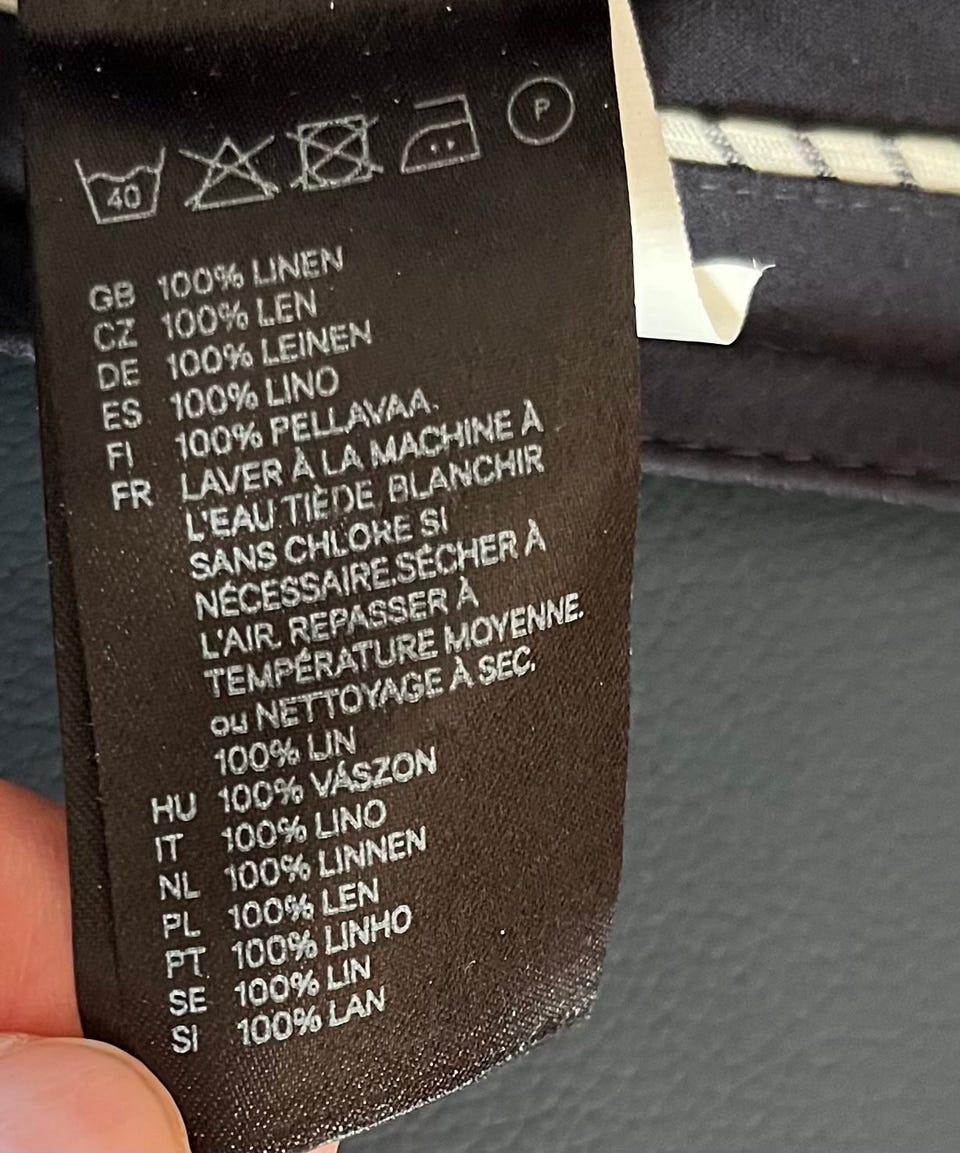 40
P
GB 100% LINEN
CZ 100% LEN
DE 100% LEINEN
ES 100% LINO
FI 100% PELLAVAA.
FR LAVER À LA MACHINE À
L'EAU TIÈDE, BLANCHIR
SANS CHLORE SI
NÉCESSAIRE.SÉCHER À
L'AIR. REPASSER À
TEMPÉRATURE MOYENNE.
ou NETTOYAGE À SEC.
100% LIN
HU 100% VÁSZON
IT 100% LINO
NL 100% LINNEN
PL 100% LEN
PT 100% LINHO
SE 100% LIN
SI 100% LAN